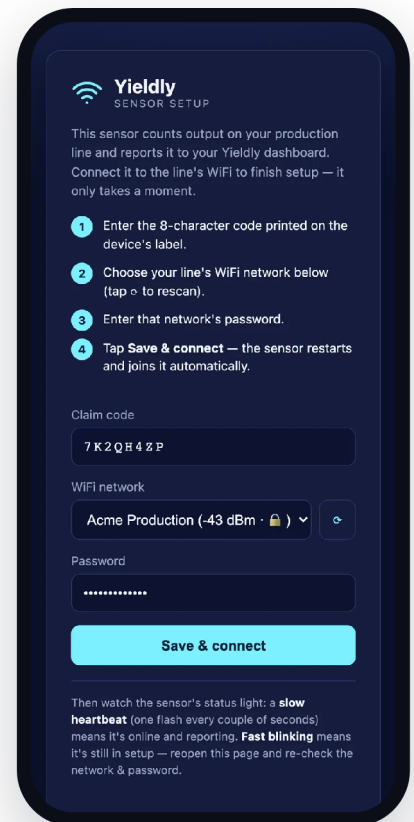 Yieldly
SENSOR SETUP
This sensor counts output on your production
line and reports it to your Yieldly dashboard.
Connect it to the line's WiFi to finish setup — it
only takes a moment.
1 Enter the 8-character code printed on the
device's label.
2 Choose your line's WiFi network below
(tap ⟳ to rescan).
3 Enter that network's password.
4 Tap Save & connect — the sensor restarts
and joins it automatically.
Claim code
7K2QH4ZP
WiFi network
Acme Production (-43 dBm · 🔒 )
⟳
Password
•••••••••••••
Save & connect
Then watch the sensor's status light: a slow
heartbeat (one flash every couple of seconds)
means it's online and reporting. Fast blinking means
it's still in setup — reopen this page and re-check the
network & password.